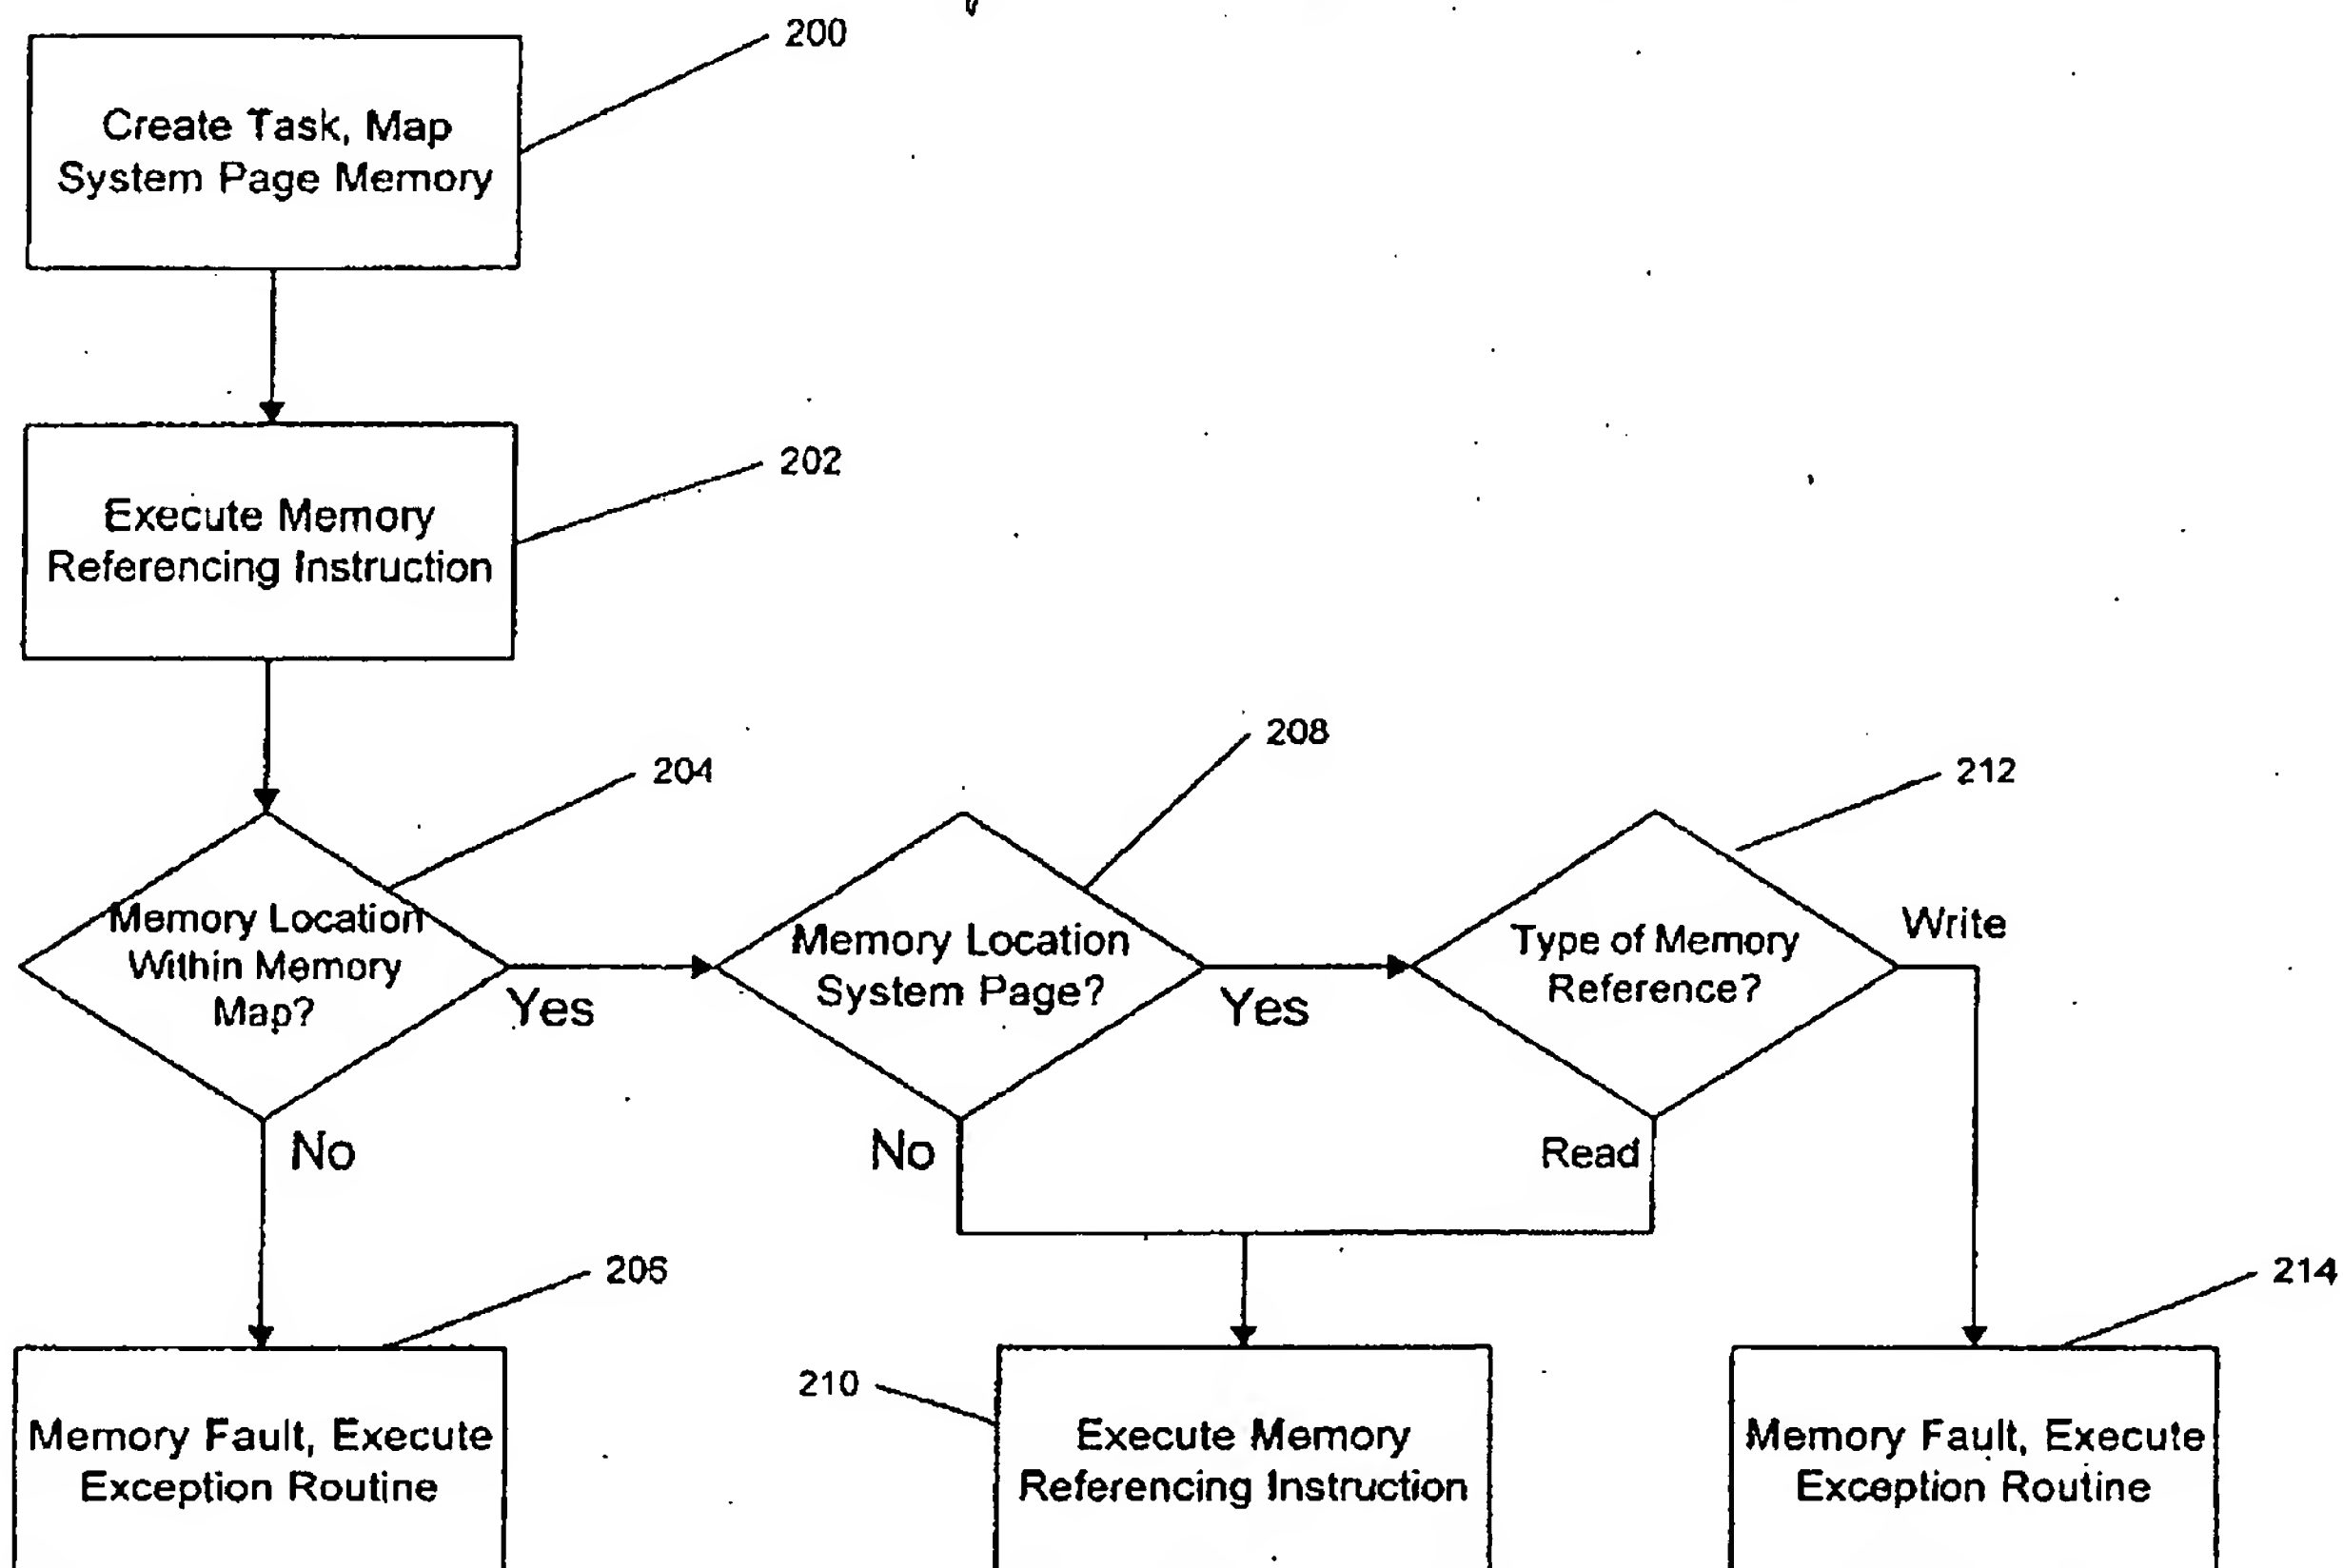 200
Create Task, Map
System Page Memory
202
Execute Memory
Referencing Instruction
208
204
212
Memory Location
Within Memory
Map?
Yes
Memory Location
System Page?
Yes
Type of Memory
Reference?
Write
No
No
Read
206
214
210
Memory Fault, Execute
Exception Routine
Execute Memory
Referencing Instruction
Memory Fault, Execute
Exception Routine